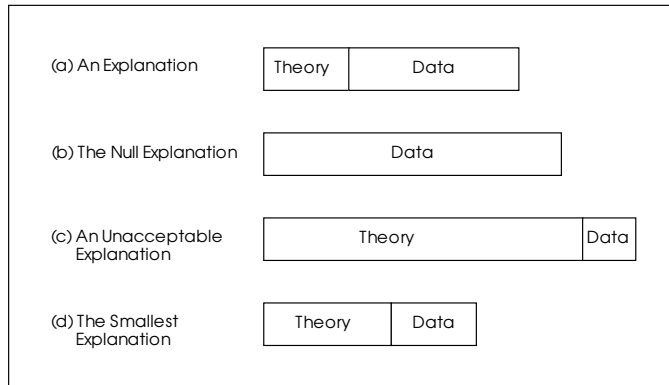 (a) An Explanation
Theory
Data
(b) The Null Explanation
Data
(c) An Unacceptable
Explanation
Theory
Data
(d) The Smallest
Explanation
Theory
Data